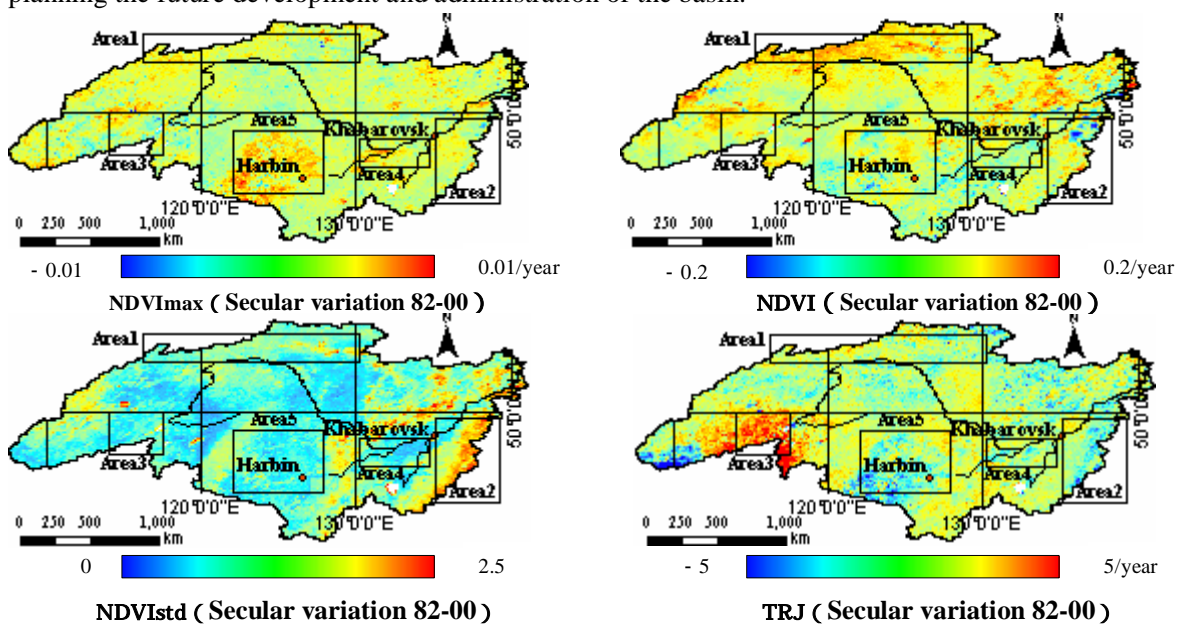 planning the future development and administration of the basin.
N
Area1
Area5
Khabarovsk
Harbin
Area3
Area4
Area2
50°0'0"
120°0'0"E
130°0'0"E
0 250 500 1,000
km
- 0.01 0.01/year
NDVImax ( Secular variation 82-00 )
N
Area1
Area5
Khabarovsk
Harbin
Area3
Area4
Area2
50°0'0"
120°0'0"E
130°0'0"E
0 250 500 1,000
km
- 0.2 0.2/year
NDVI ( Secular variation 82-00 )
N
Area1
Area5
Khabarovsk
Harbin
Area3
Area4
Area2
50°0'0"
120°0'0"E
130°0'0"E
0 250 500 1,000
km
0 2.5
NDVIstd ( Secular variation 82-00 )
N
Area1
Area5
Khabarovsk
Harbin
Area3
Area4
Area2
50°0'0"
120°0'0"E
130°0'0"E
0 250 500 1,000
km
- 5 5/year
TRJ ( Secular variation 82-00 )